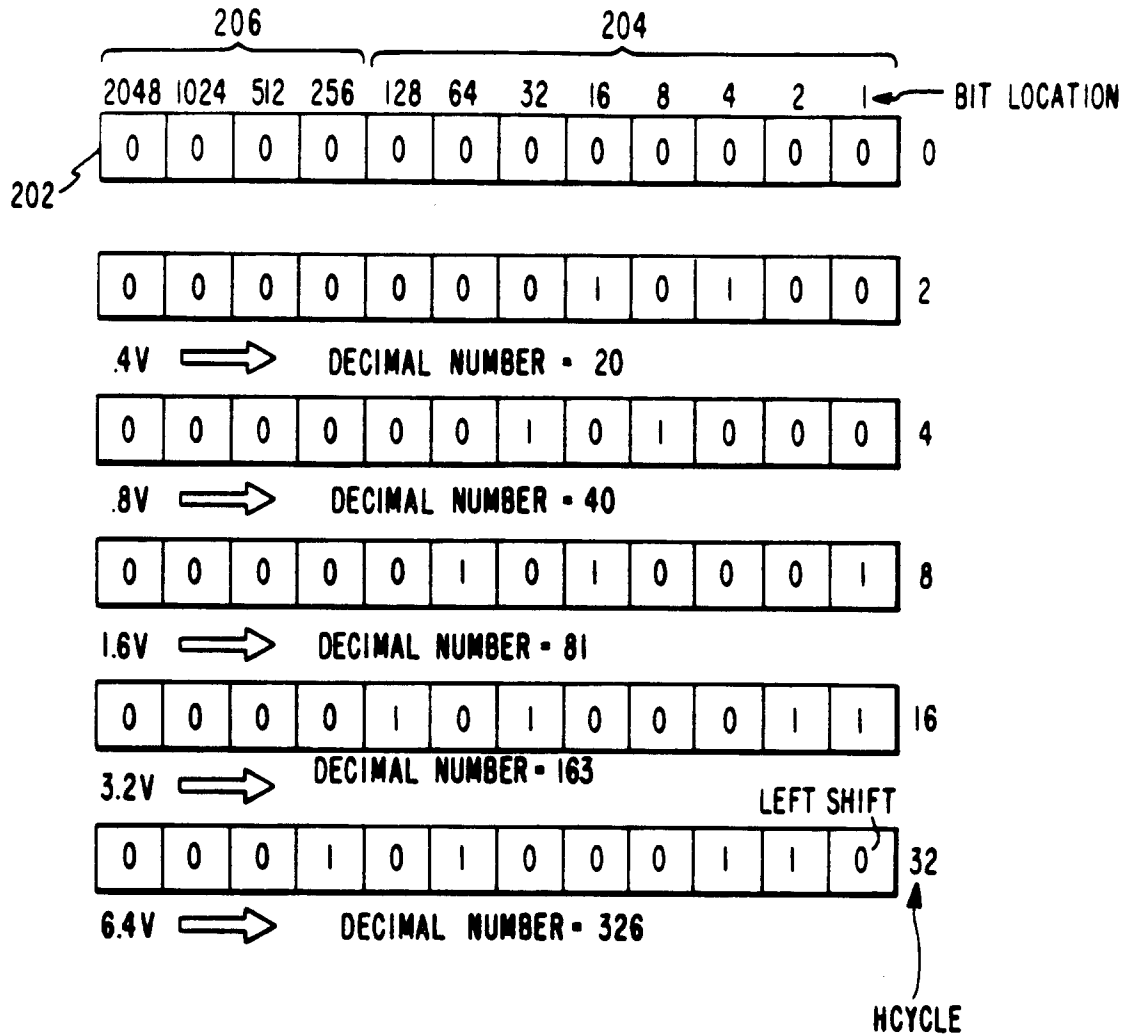 206 204
2048 1024 512 256 128 64 32 16 8 4 2 1 BIT LOCATION
0 0 0 0 0 0 0 0 0 0 0 0 0
202
0 0 0 0 0 0 0 1 0 1 0 0 2
.4V DECIMAL NUMBER = 20
0 0 0 0 0 0 1 0 1 0 0 0 4
.8V DECIMAL NUMBER = 40
0 0 0 0 0 1 0 1 0 0 0 1 8
1.6V DECIMAL NUMBER = 81
0 0 0 0 1 0 1 0 0 0 1 1 16
3.2V DECIMAL NUMBER = 163
LEFT SHIFT
0 0 0 1 0 1 0 0 0 1 1 0 32
6.4V DECIMAL NUMBER = 326
HCYCLE